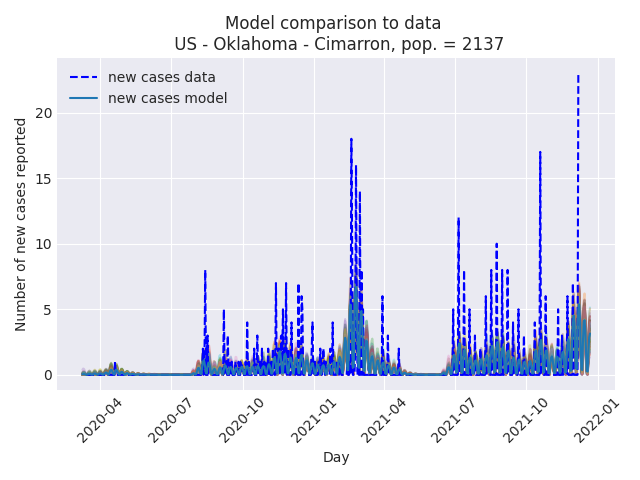 Model comparison to data
US - Oklahoma - Cimarron, pop. = 2137
new cases data
new cases model
Number of new cases reported
20
15
10
5
0
2020-04
2020-07
2020-10
2021-01
2021-04
2021-07
2021-10
2022-01
Day